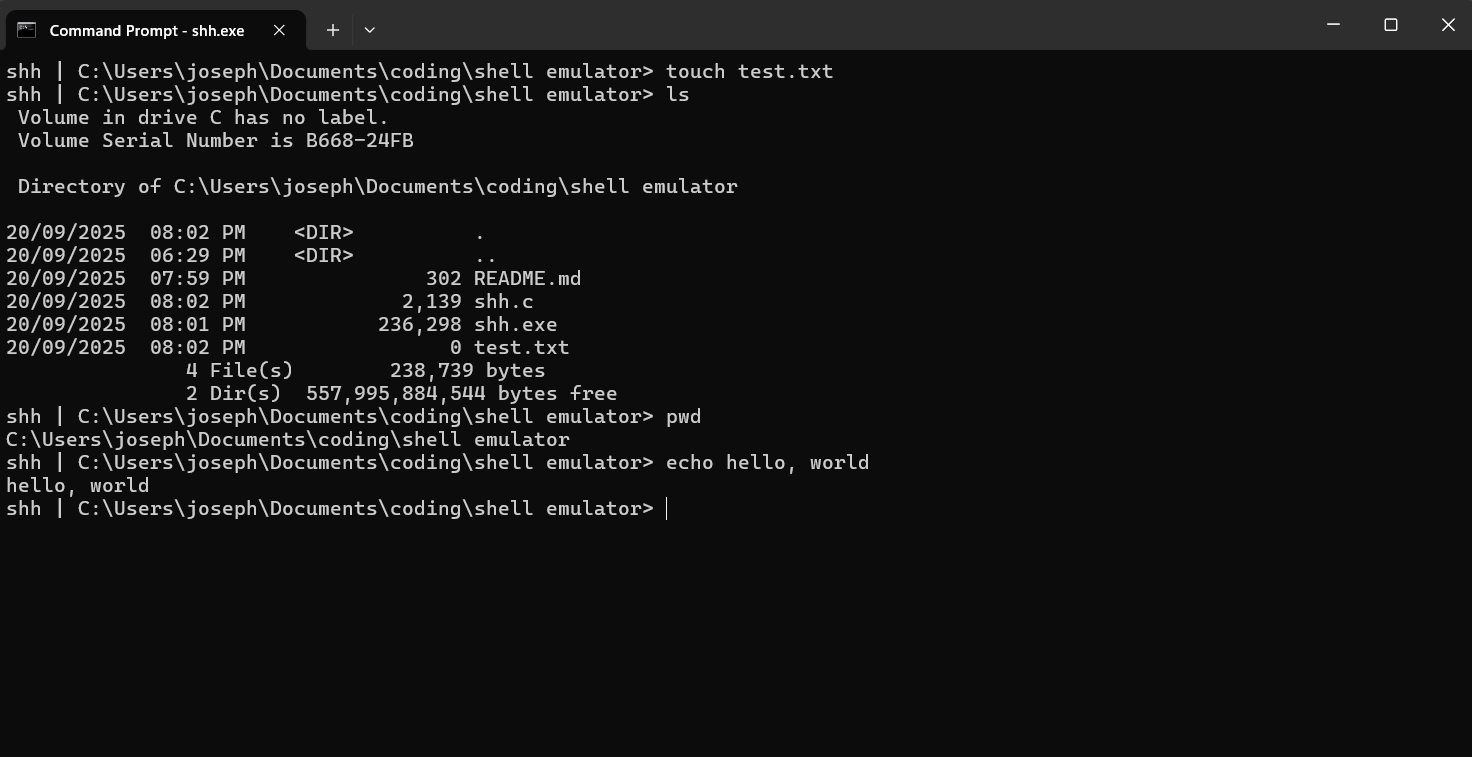 Command Prompt - shh.exe
shh | C:\Users\joseph\Documents\coding\shell emulator> touch test.txt
shh | C:\Users\joseph\Documents\coding\shell emulator> ls
 Volume in drive C has no label.
 Volume Serial Number is B668-24FB

 Directory of C:\Users\joseph\Documents\coding\shell emulator

20/09/2025  08:02 PM    <DIR>          .
20/09/2025  06:29 PM    <DIR>          ..
20/09/2025  07:59 PM               302 README.md
20/09/2025  08:02 PM             2,139 shh.c
20/09/2025  08:01 PM           236,298 shh.exe
20/09/2025  08:02 PM                 0 test.txt
               4 File(s)        238,739 bytes
               2 Dir(s)  557,995,884,544 bytes free
shh | C:\Users\joseph\Documents\coding\shell emulator> pwd
C:\Users\joseph\Documents\coding\shell emulator
shh | C:\Users\joseph\Documents\coding\shell emulator> echo hello, world
hello, world
shh | C:\Users\joseph\Documents\coding\shell emulator>